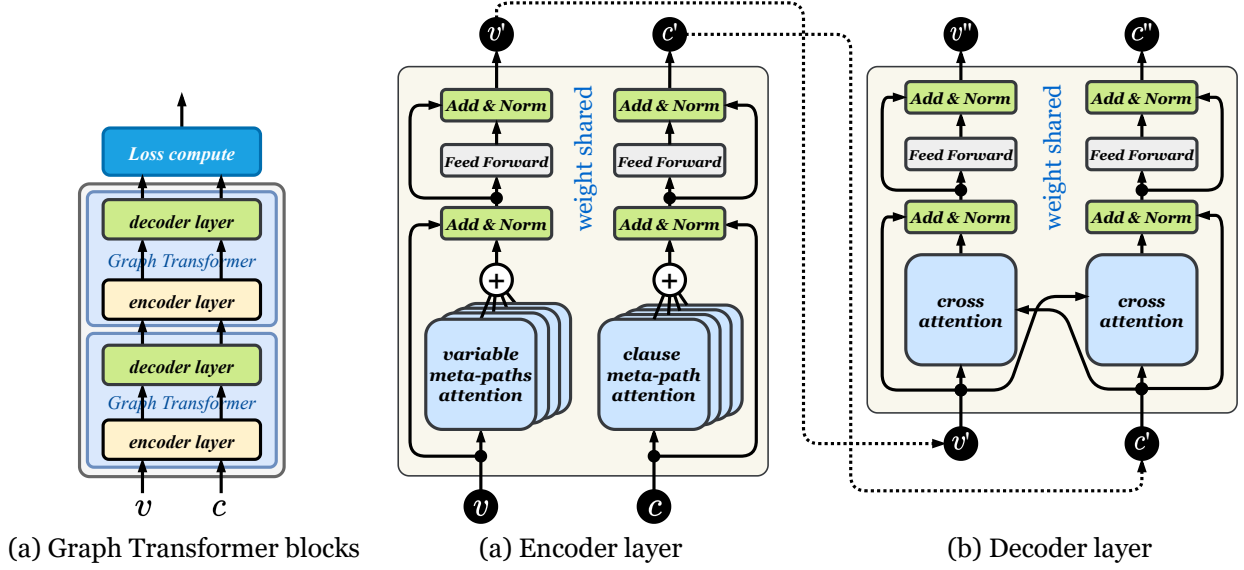 Loss compute
decoder layer
Graph Transformer
encoder layer
decoder layer
Graph Transformer
encoder layer
v
c
(a) Graph Transformer blocks
v'
c'
Add & Norm
Add & Norm
Feed Forward
Feed Forward
weight shared
Add & Norm
Add & Norm
+
+
variable
meta-paths
attention
clause
meta-path
attention
v
c
(a) Encoder layer
v''
c''
Add & Norm
Add & Norm
Feed Forward
Feed Forward
weight shared
Add & Norm
Add & Norm
cross
attention
cross
attention
v'
c'
(b) Decoder layer